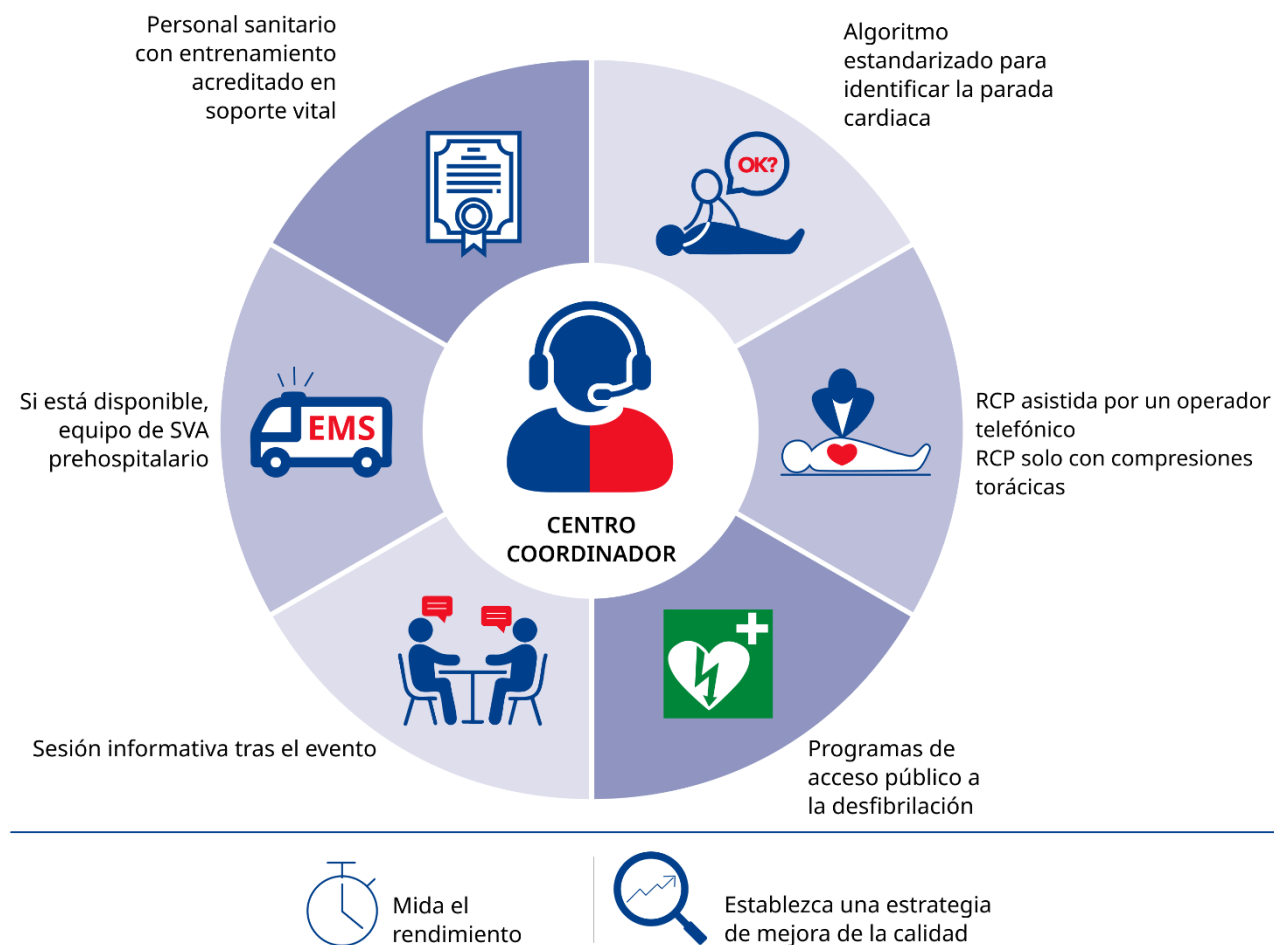 Personal sanitario
con entrenamiento
acreditado en
soporte vital
Algoritmo
estandarizado para
identificar la parada
cardiaca
OK?
Si está disponible,
equipo de SVA
prehospitalario
EMS
RCP asistida por un operador
telefónico
RCP solo con compresiones
torácicas
CENTRO
COORDINADOR
Sesión informativa tras el evento
Programas de
acceso público a
la desfibrilación
Mida el
rendimiento
Establezca una estrategia
de mejora de la calidad